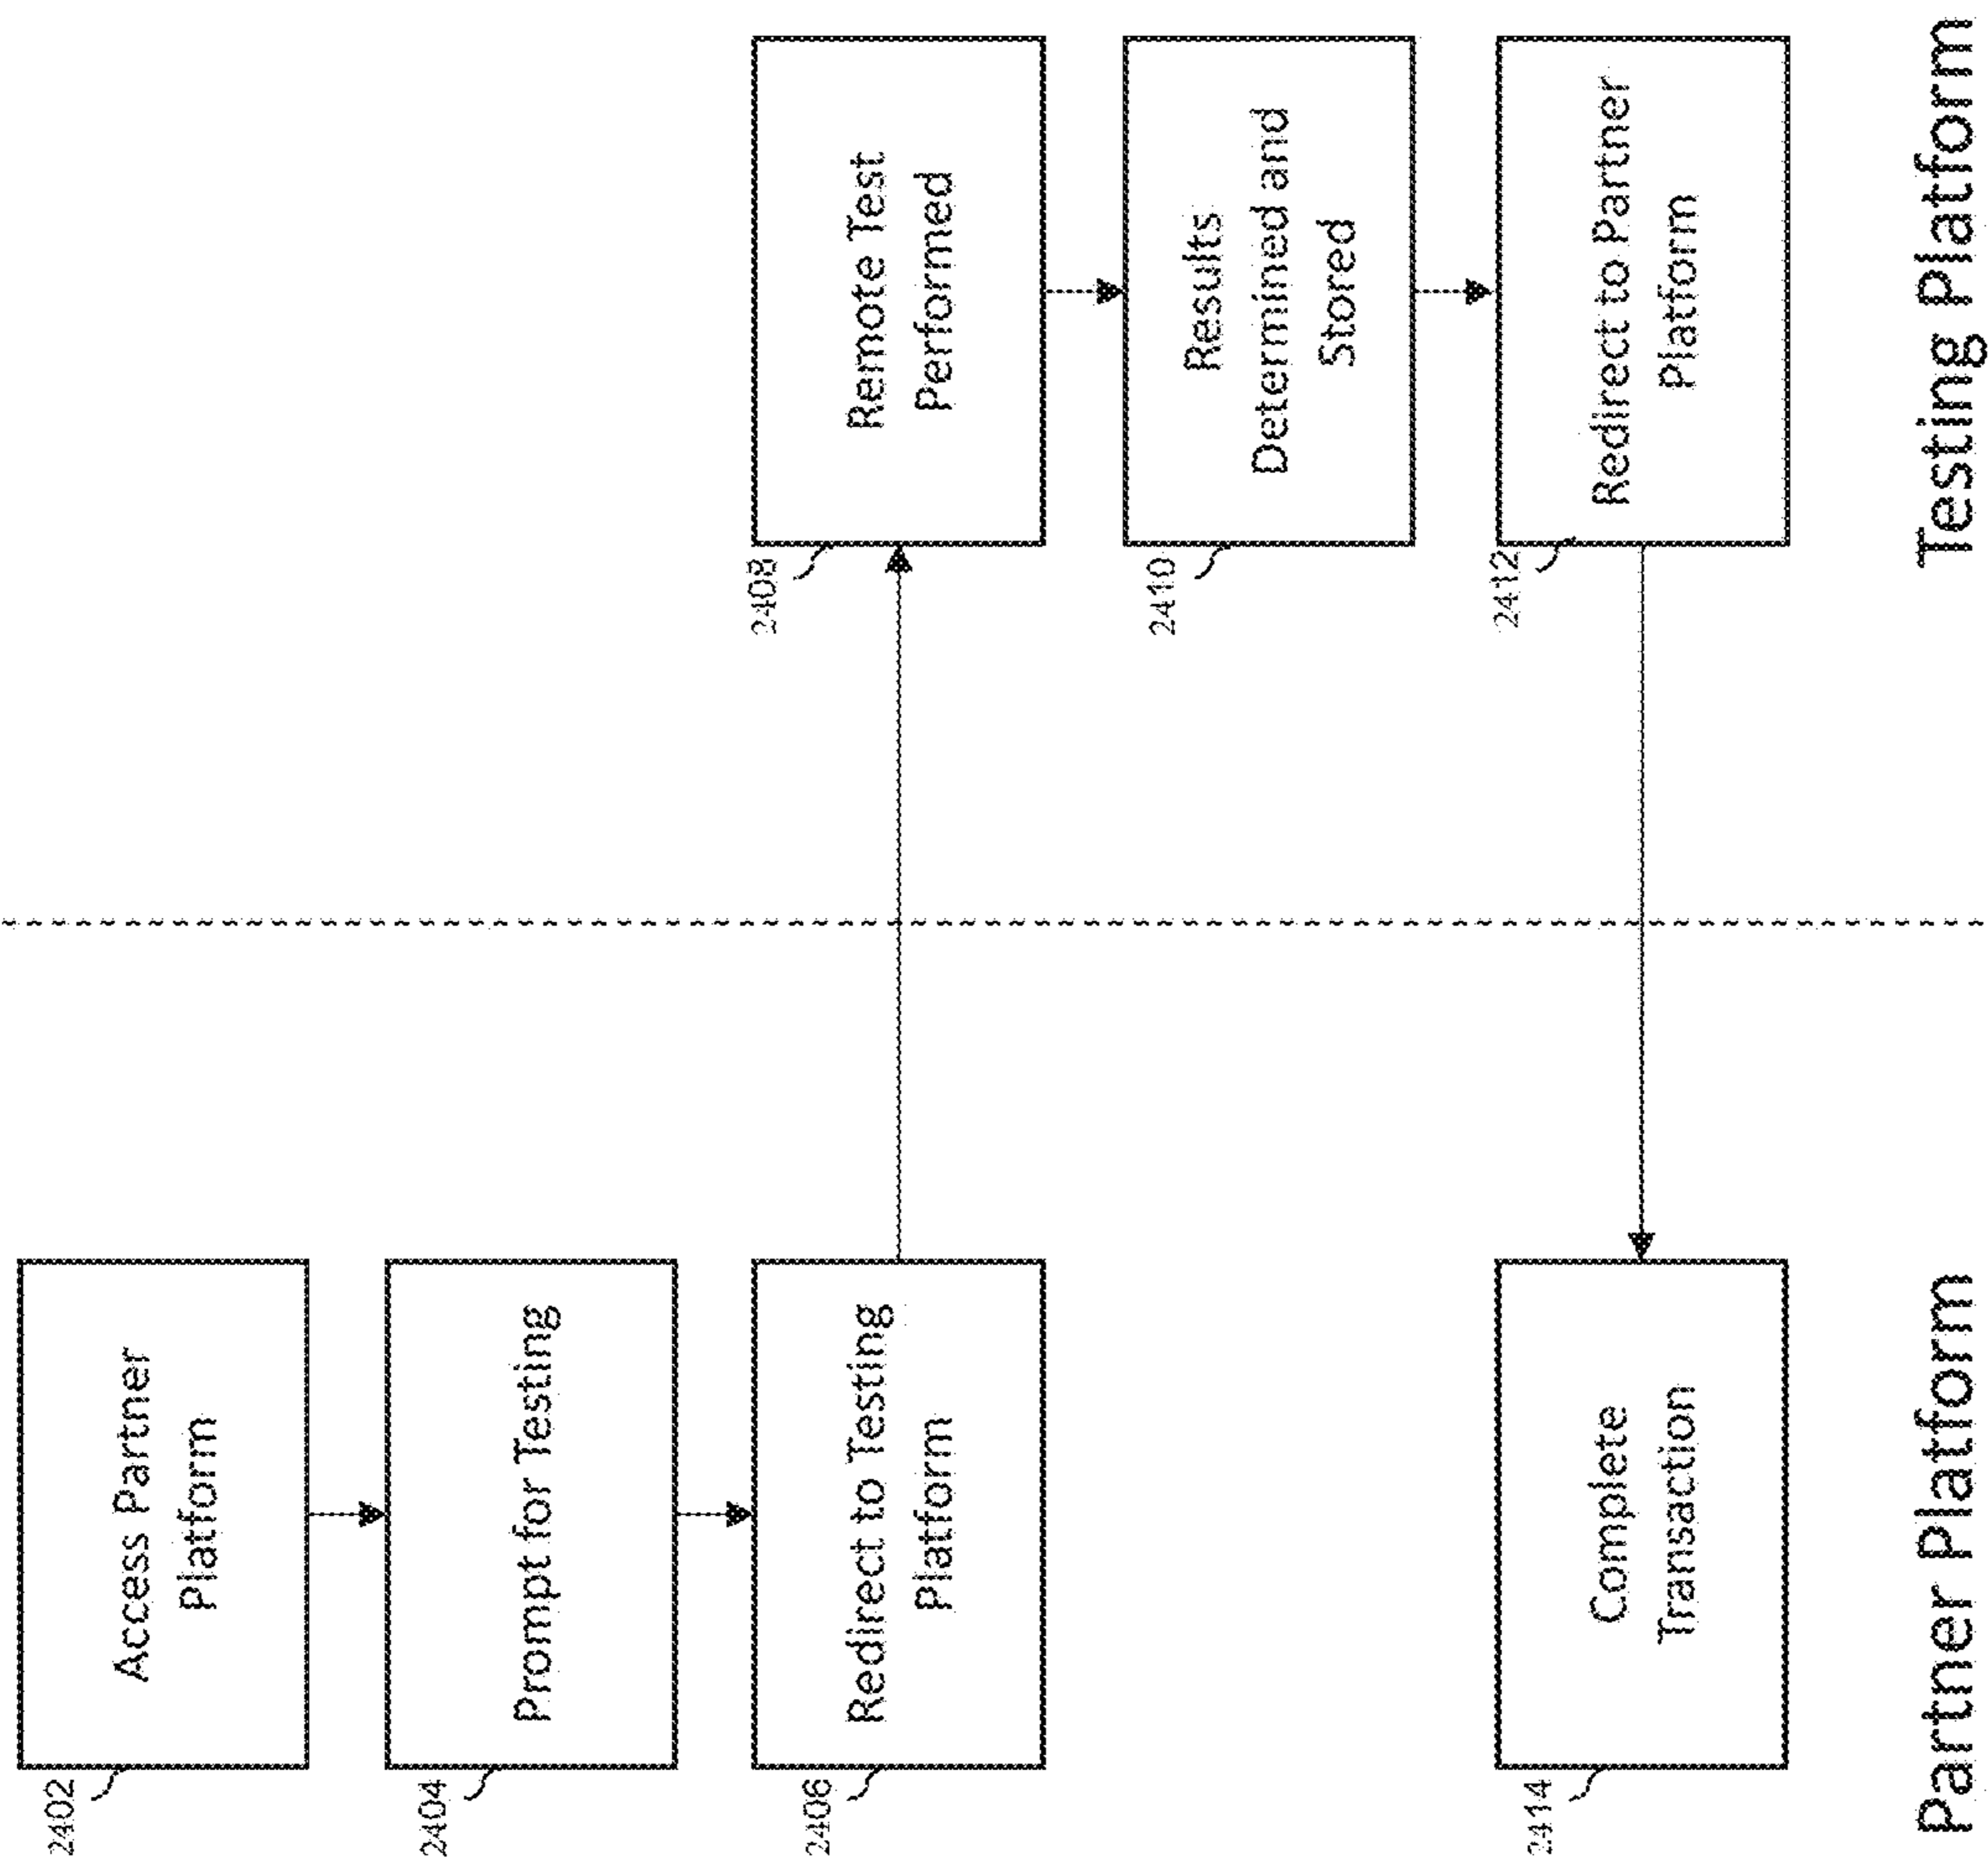 2402
Access Partner
Platform
2404
Prompt for Testing
2406
Redirect to Testing
Platform
2408
Remote Test
Performed
2410
Results
Determined and
Stored
2412
Redirect to Partner
Platform
2414
Complete
Transaction
Partner Platform
Testing Platform